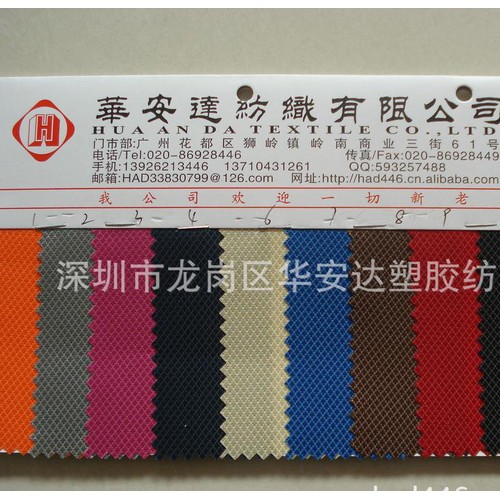 華安達紡織有限公司
HUA AN DA TEXTILE CO., LTD
门市部:广州花都区狮岭镇岭南南商业三街61号
电话/Tel:020-86928446 传真/Fax:020-86928449
手机:13926213446 13710431261 QQ:593257488
邮箱:HAD33830799@126.com 网址:http://had446.cn.alibaba
我公司欢迎一切新老
1 2 3 4 6 7 8 9
深圳市龙岗区华安达塑胶纺
H